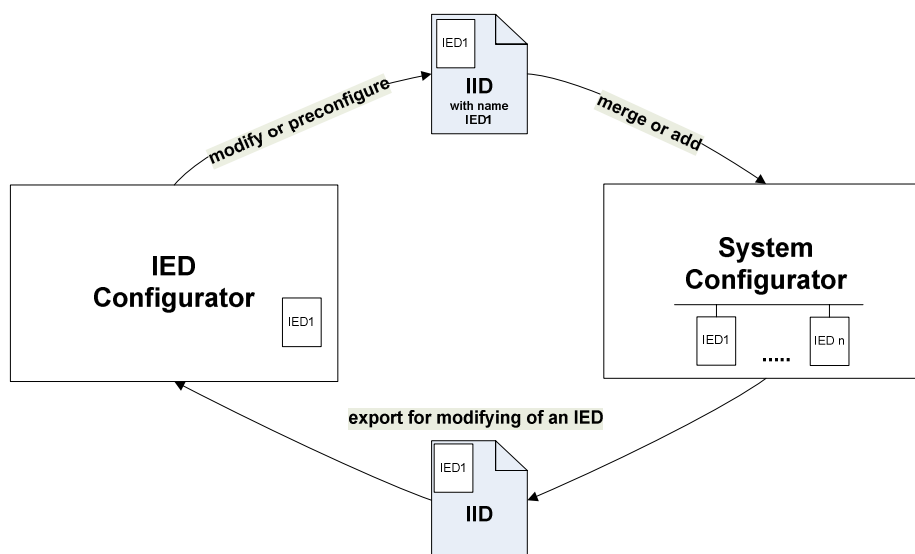 IED1
IID
with name
IED1
modify or preconfigure
merge or add
IED
Configurator
IED1
System
Configurator
IED1
.....
IED n
export for modifying of an IED
IED1
IID